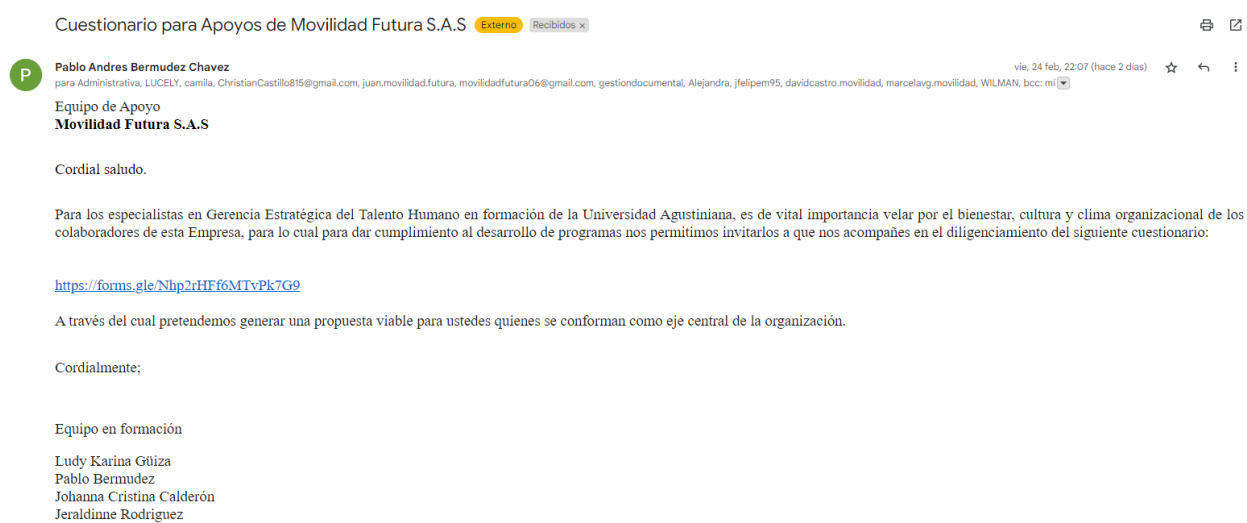 Cuestionario para Apoyos de Movilidad Futura S.A.S Externo Recibidos ×
P
Pablo Andres Bermudez Chavez
vie, 24 feb, 22:07 (hace 2 días)
para Administrativa, LUCELY, camila, ChristianCastillo815@gmail.com, juan.movilidad.futura, movilidadfutura06@gmail.com, gestiondocumental, Alejandra, jfelipem95, davidcastro.movilidad, marcelavg.movilidad, WILMAN, bcc: mí
Equipo de Apoyo
Movilidad Futura S.A.S
Cordial saludo.
Para los especialistas en Gerencia Estratégica del Talento Humano en formación de la Universidad Agustiniana, es de vital importancia velar por el bienestar, cultura y clima organizacional de los
colaboradores de esta Empresa, para lo cual para dar cumplimiento al desarrollo de programas nos permitimos invitarlos a que nos acompañes en el diligenciamiento del siguiente cuestionario:
https://forms.gle/Nhp2rHFf6MTvPk7G9
A través del cual pretendemos generar una propuesta viable para ustedes quienes se conforman como eje central de la organización.
Cordialmente;
Equipo en formación
Ludy Karina Güiza
Pablo Bermudez
Johanna Cristina Calderón
Jeraldinne Rodriguez